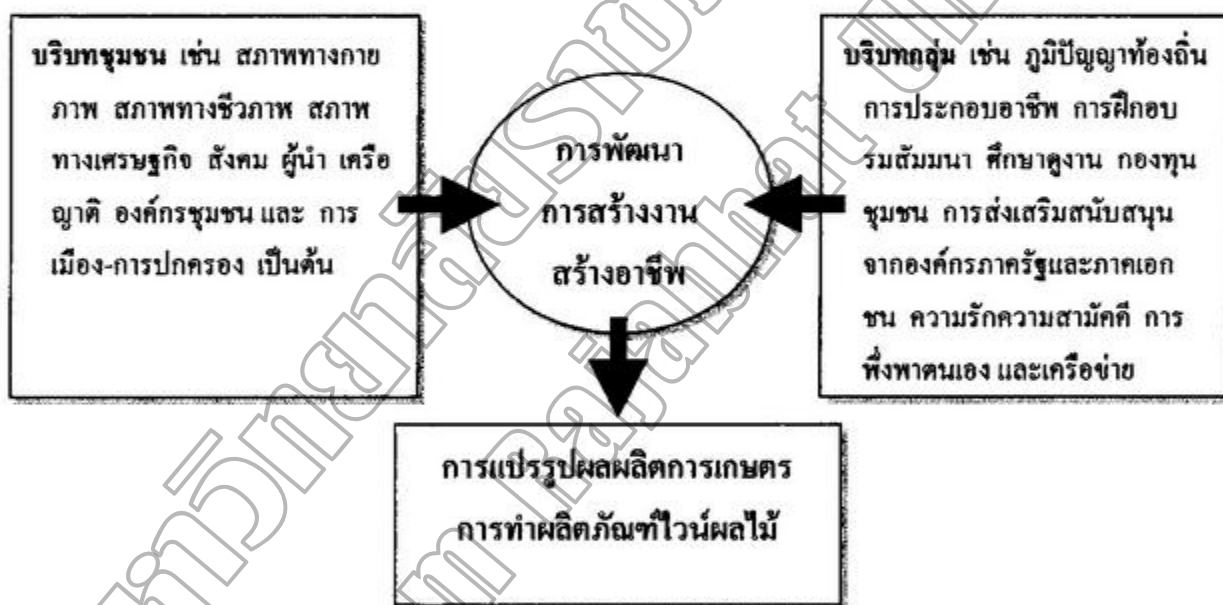 บริบทชุมชน เช่น สภาพทางกาย
ภาพ สภาพทางชีวภาพ สภาพ
ทางเศรษฐกิจ สังคม ผู้นำ เครือ
ญาติ องค์กรชุมชน และ การ
เมือง-การปกครอง เป็นต้น
การพัฒนา
การสร้างงาน
สร้างอาชีพ
บริบทกลุ่ม เช่น ภูมิปัญญาท้องถิ่น
การประกอบอาชีพ การฝึกอบ
รมสัมมนา ศึกษาดูงาน กองทุน
ชุมชน การส่งเสริมสนับสนุน
จากองค์กรภาครัฐและภาคเอก
ชน ความรักความสามัคคี การ
พึ่งพาตนเอง และเครือข่าย
การแปรรูปผลผลิตการเกษตร
การทำผลิตภัณฑ์ไวน์ผลไม้